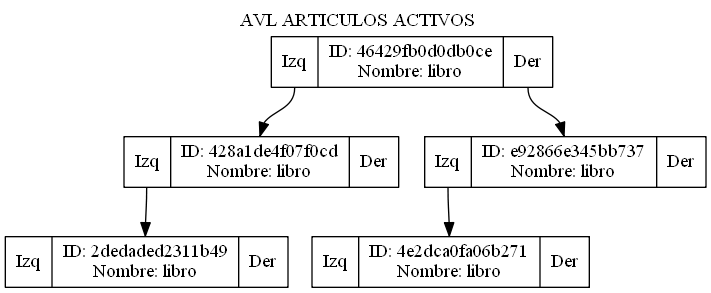 AVL ARTICULOS ACTIVOS
Izq
ID: 46429fb0d0db0ce
Nombre: libro
Der
Izq
ID: 428a1de4f07f0cd
Nombre: libro
Der
Izq
ID: e92866e345bb737
Nombre: libro
Der
Izq
ID: 2dedaded2311b49
Nombre: libro
Der
Izq
ID: 4e2dca0fa06b271
Nombre: libro
Der